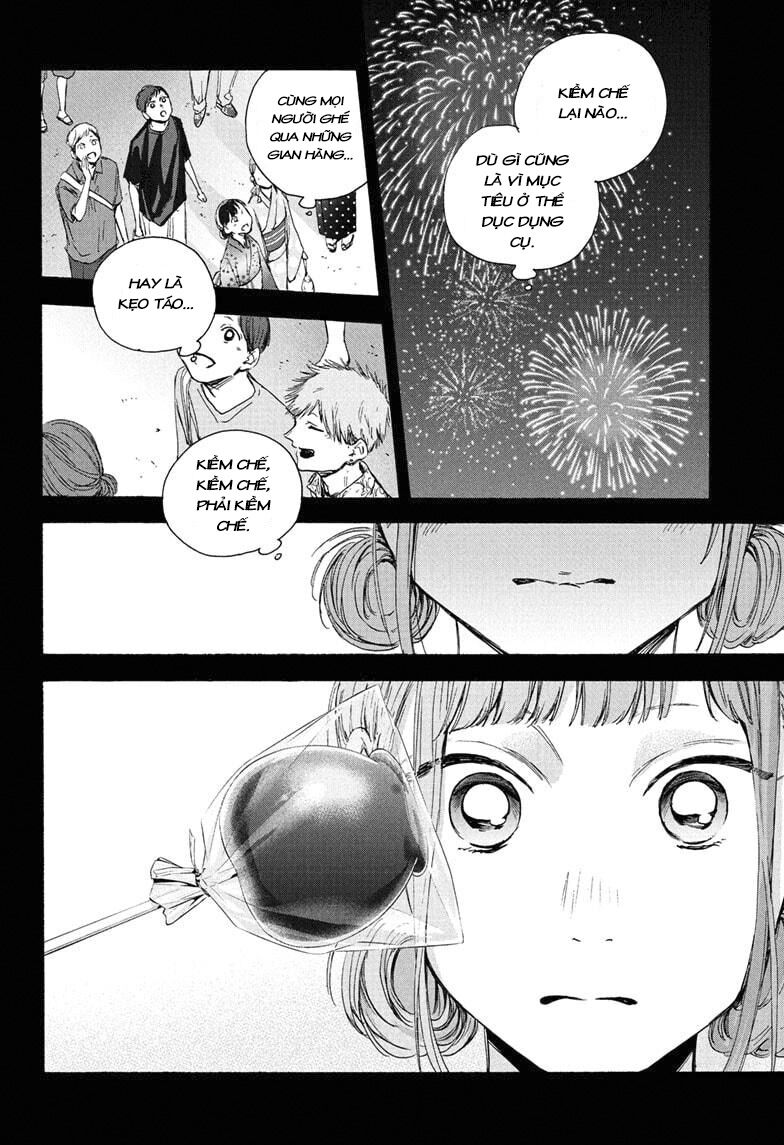 KIỀM CHẾ
LẠI NÀO...
DÙ GÌ CŨNG
LÀ VÌ MỤC
TIÊU Ở THỂ
DỤC DỤNG
CỤ.
CÙNG MỌI
NGƯỜI GHÉ
QUA NHỮNG
GIAN HÀNG...
HAY LÀ
KẸO TÁO...
KIỀM CHẾ,
KIỀM CHẾ,
PHẢI KIỀM
CHẾ.